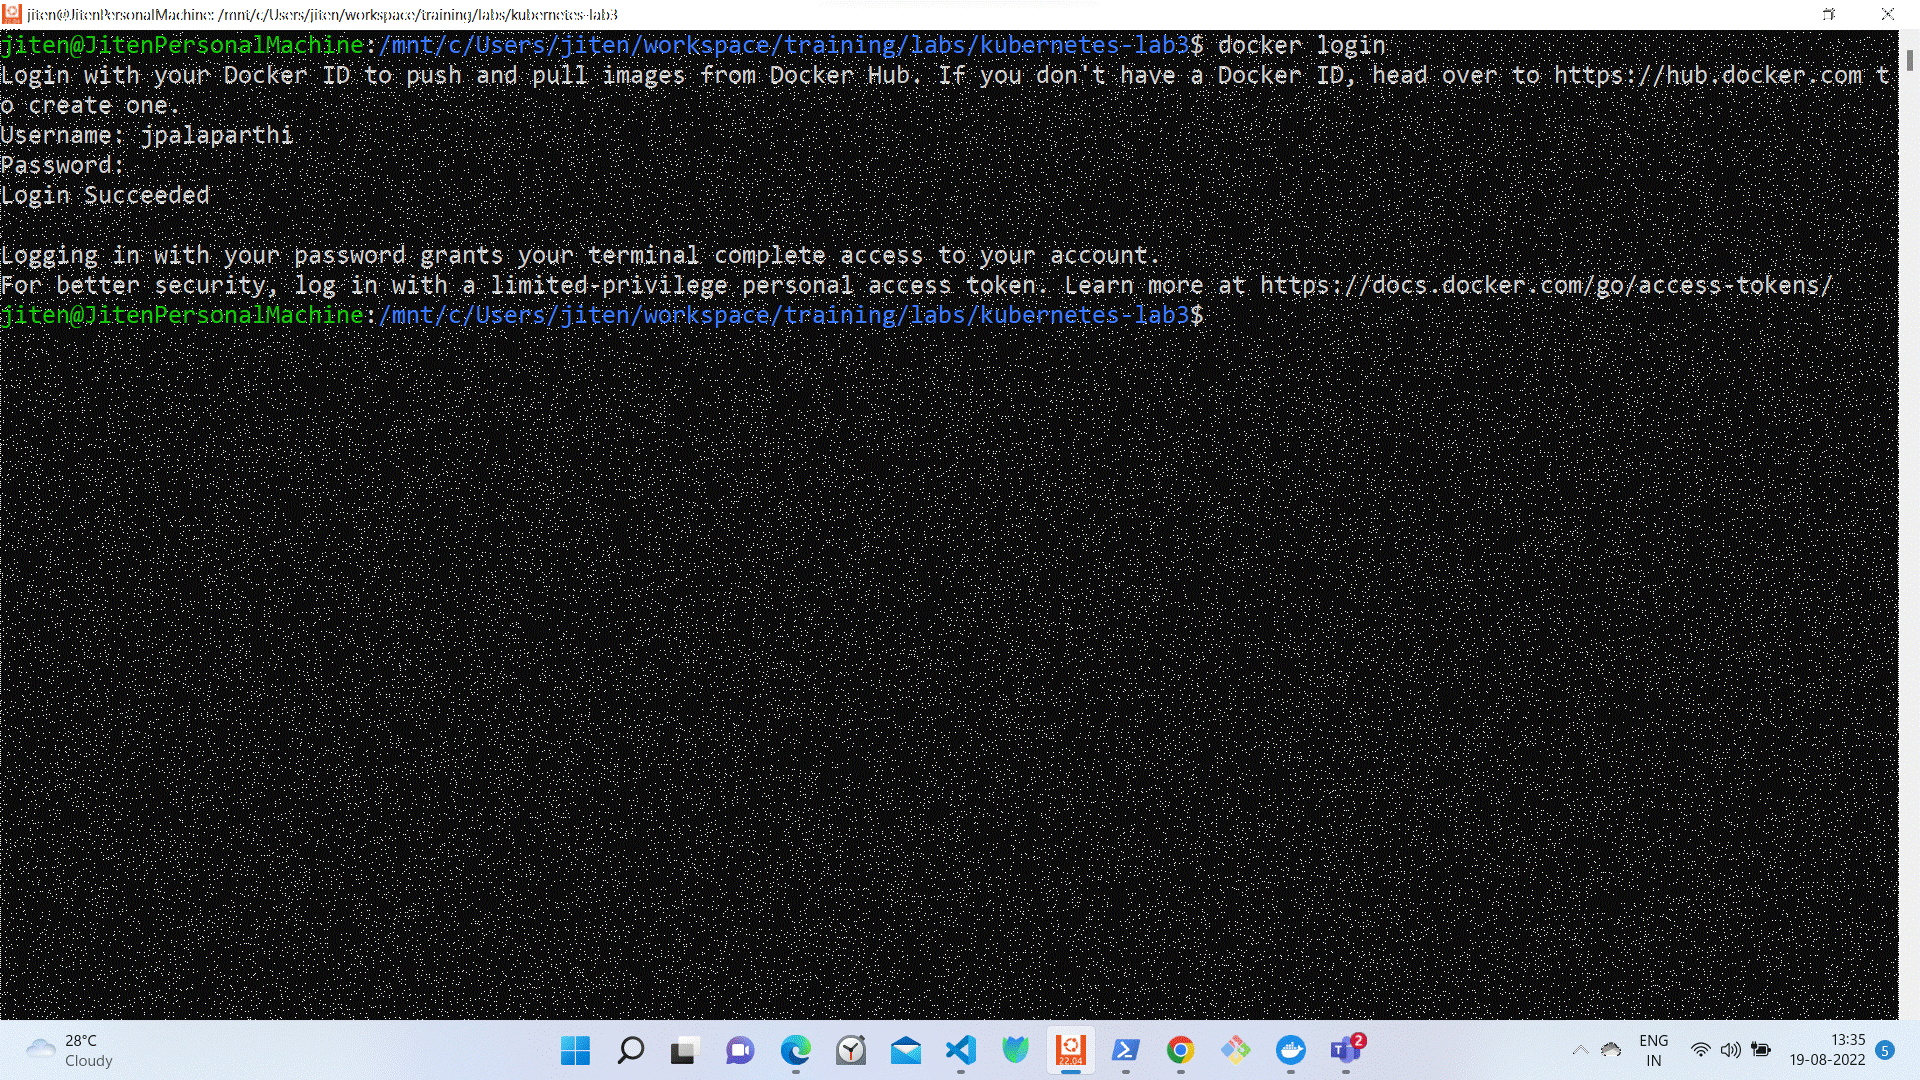 jiten@JitenPersonalMachine: /mnt/c/Users/jiten/workspace/training/labs/kubernetes-lab3
jiten@JitenPersonalMachine:/mnt/c/Users/jiten/workspace/training/labs/kubernetes-lab3$ docker login
Login with your Docker ID to push and pull images from Docker Hub. If you don't have a Docker ID, head over to https://hub.docker.com t
o create one.
Username: jpalaparthi
Password:
Login Succeeded
Logging in with your password grants your terminal complete access to your account.
For better security, log in with a limited-privilege personal access token. Learn more at https://docs.docker.com/go/access-tokens/
jiten@JitenPersonalMachine:/mnt/c/Users/jiten/workspace/training/labs/kubernetes-lab3$
28°C
Cloudy
22.04
2
ENG
IN
13:35
19-08-2022
5